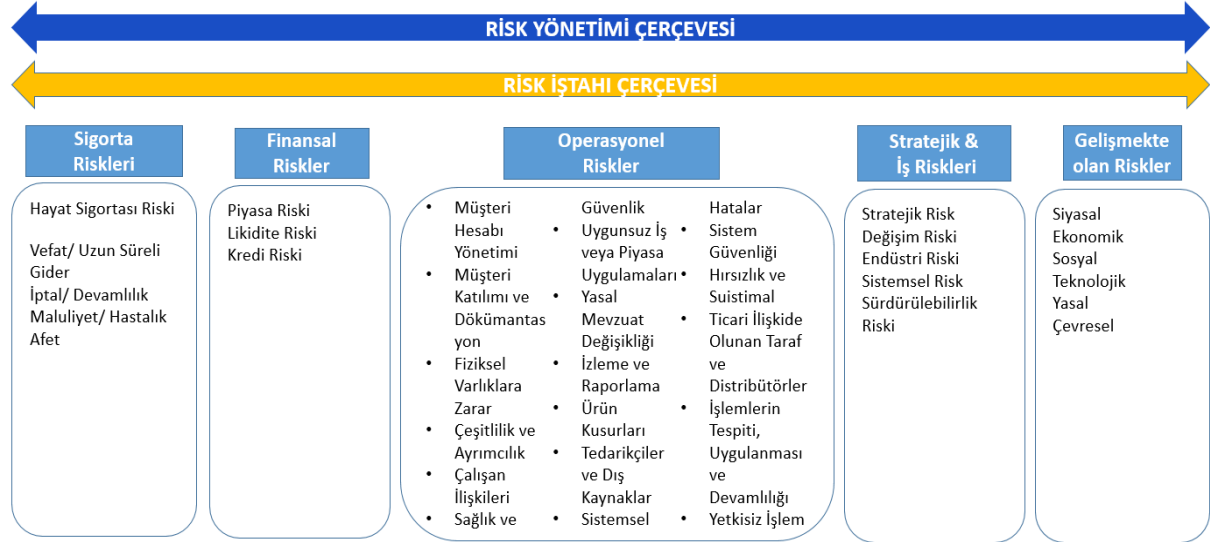 RİSK YÖNETİMİ ÇERÇEVESİ
RİSK İŞTAHI ÇERÇEVESİ
Sigorta
Riskleri
Hayat Sigortası Riski
Vefat/ Uzun Süreli
Gider
İptal/ Devamlılık
Maluliyet/ Hastalık
Afet
Finansal
Riskler
Piyasa Riski
Likidite Riski
Kredi Riski
Operasyonel
Riskler
• Müşteri
Hesabı
Yönetimi
• Müşteri
Katılımı ve
Dökümantas
yon
• Fiziksel
Varlıklara
Zarar
• Çeşitlilik ve
Ayrımcılık
• Çalışan
İlişkileri
• Sağlık ve
Güvenlik
• Uygunsuz İş
veya Piyasa
Uygulamaları
• Yasal
Mevzuat
Değişikliği
• İzleme ve
Raporlama
• Ürün
Kusurları
• Tedarikçiler
ve Dış
Kaynaklar
• Sistemsel
Hatalar
• Sistem
Güvenliği
• Hırsızlık ve
Suistimal
• Ticari İlişkide
Olunan Taraf
ve
Distribütörler
• İşlemlerin
Tespiti,
Uygulanması
ve
Devamlılığı
• Yetkisiz İşlem
Stratejik &
İş Riskleri
Stratejik Risk
Değişim Riski
Endüstri Riski
Sistemsel Risk
Sürdürülebilirlik
Riski
Gelişmekte
olan Riskler
Siyasal
Ekonomik
Sosyal
Teknolojik
Yasal
Çevresel